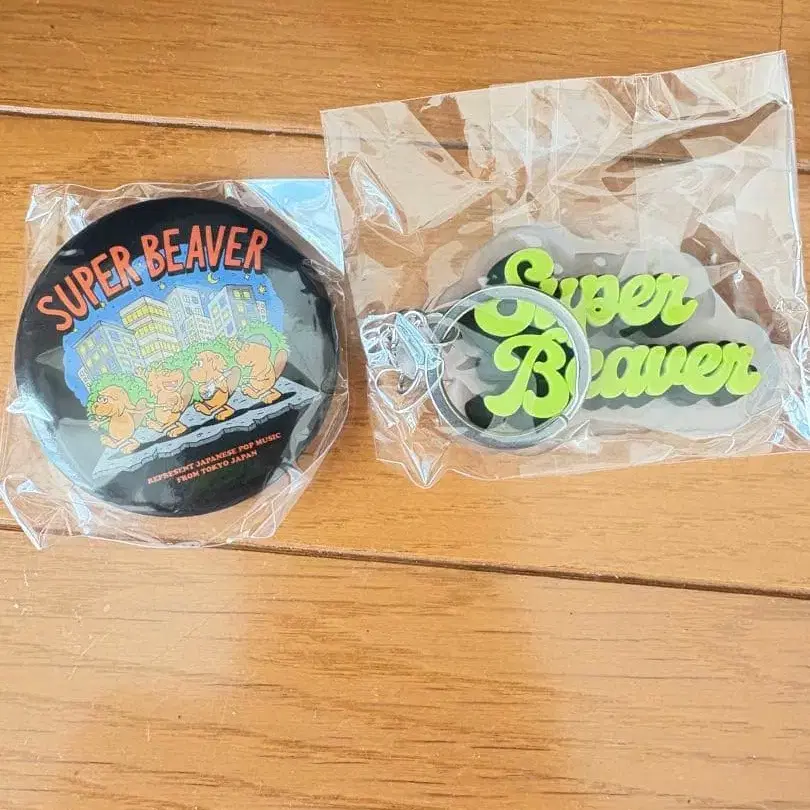 SUPER BEAVER
REPRESENT JAPANESE POP MUSIC
FROM TOKYO JAPAN
Super
Beaver